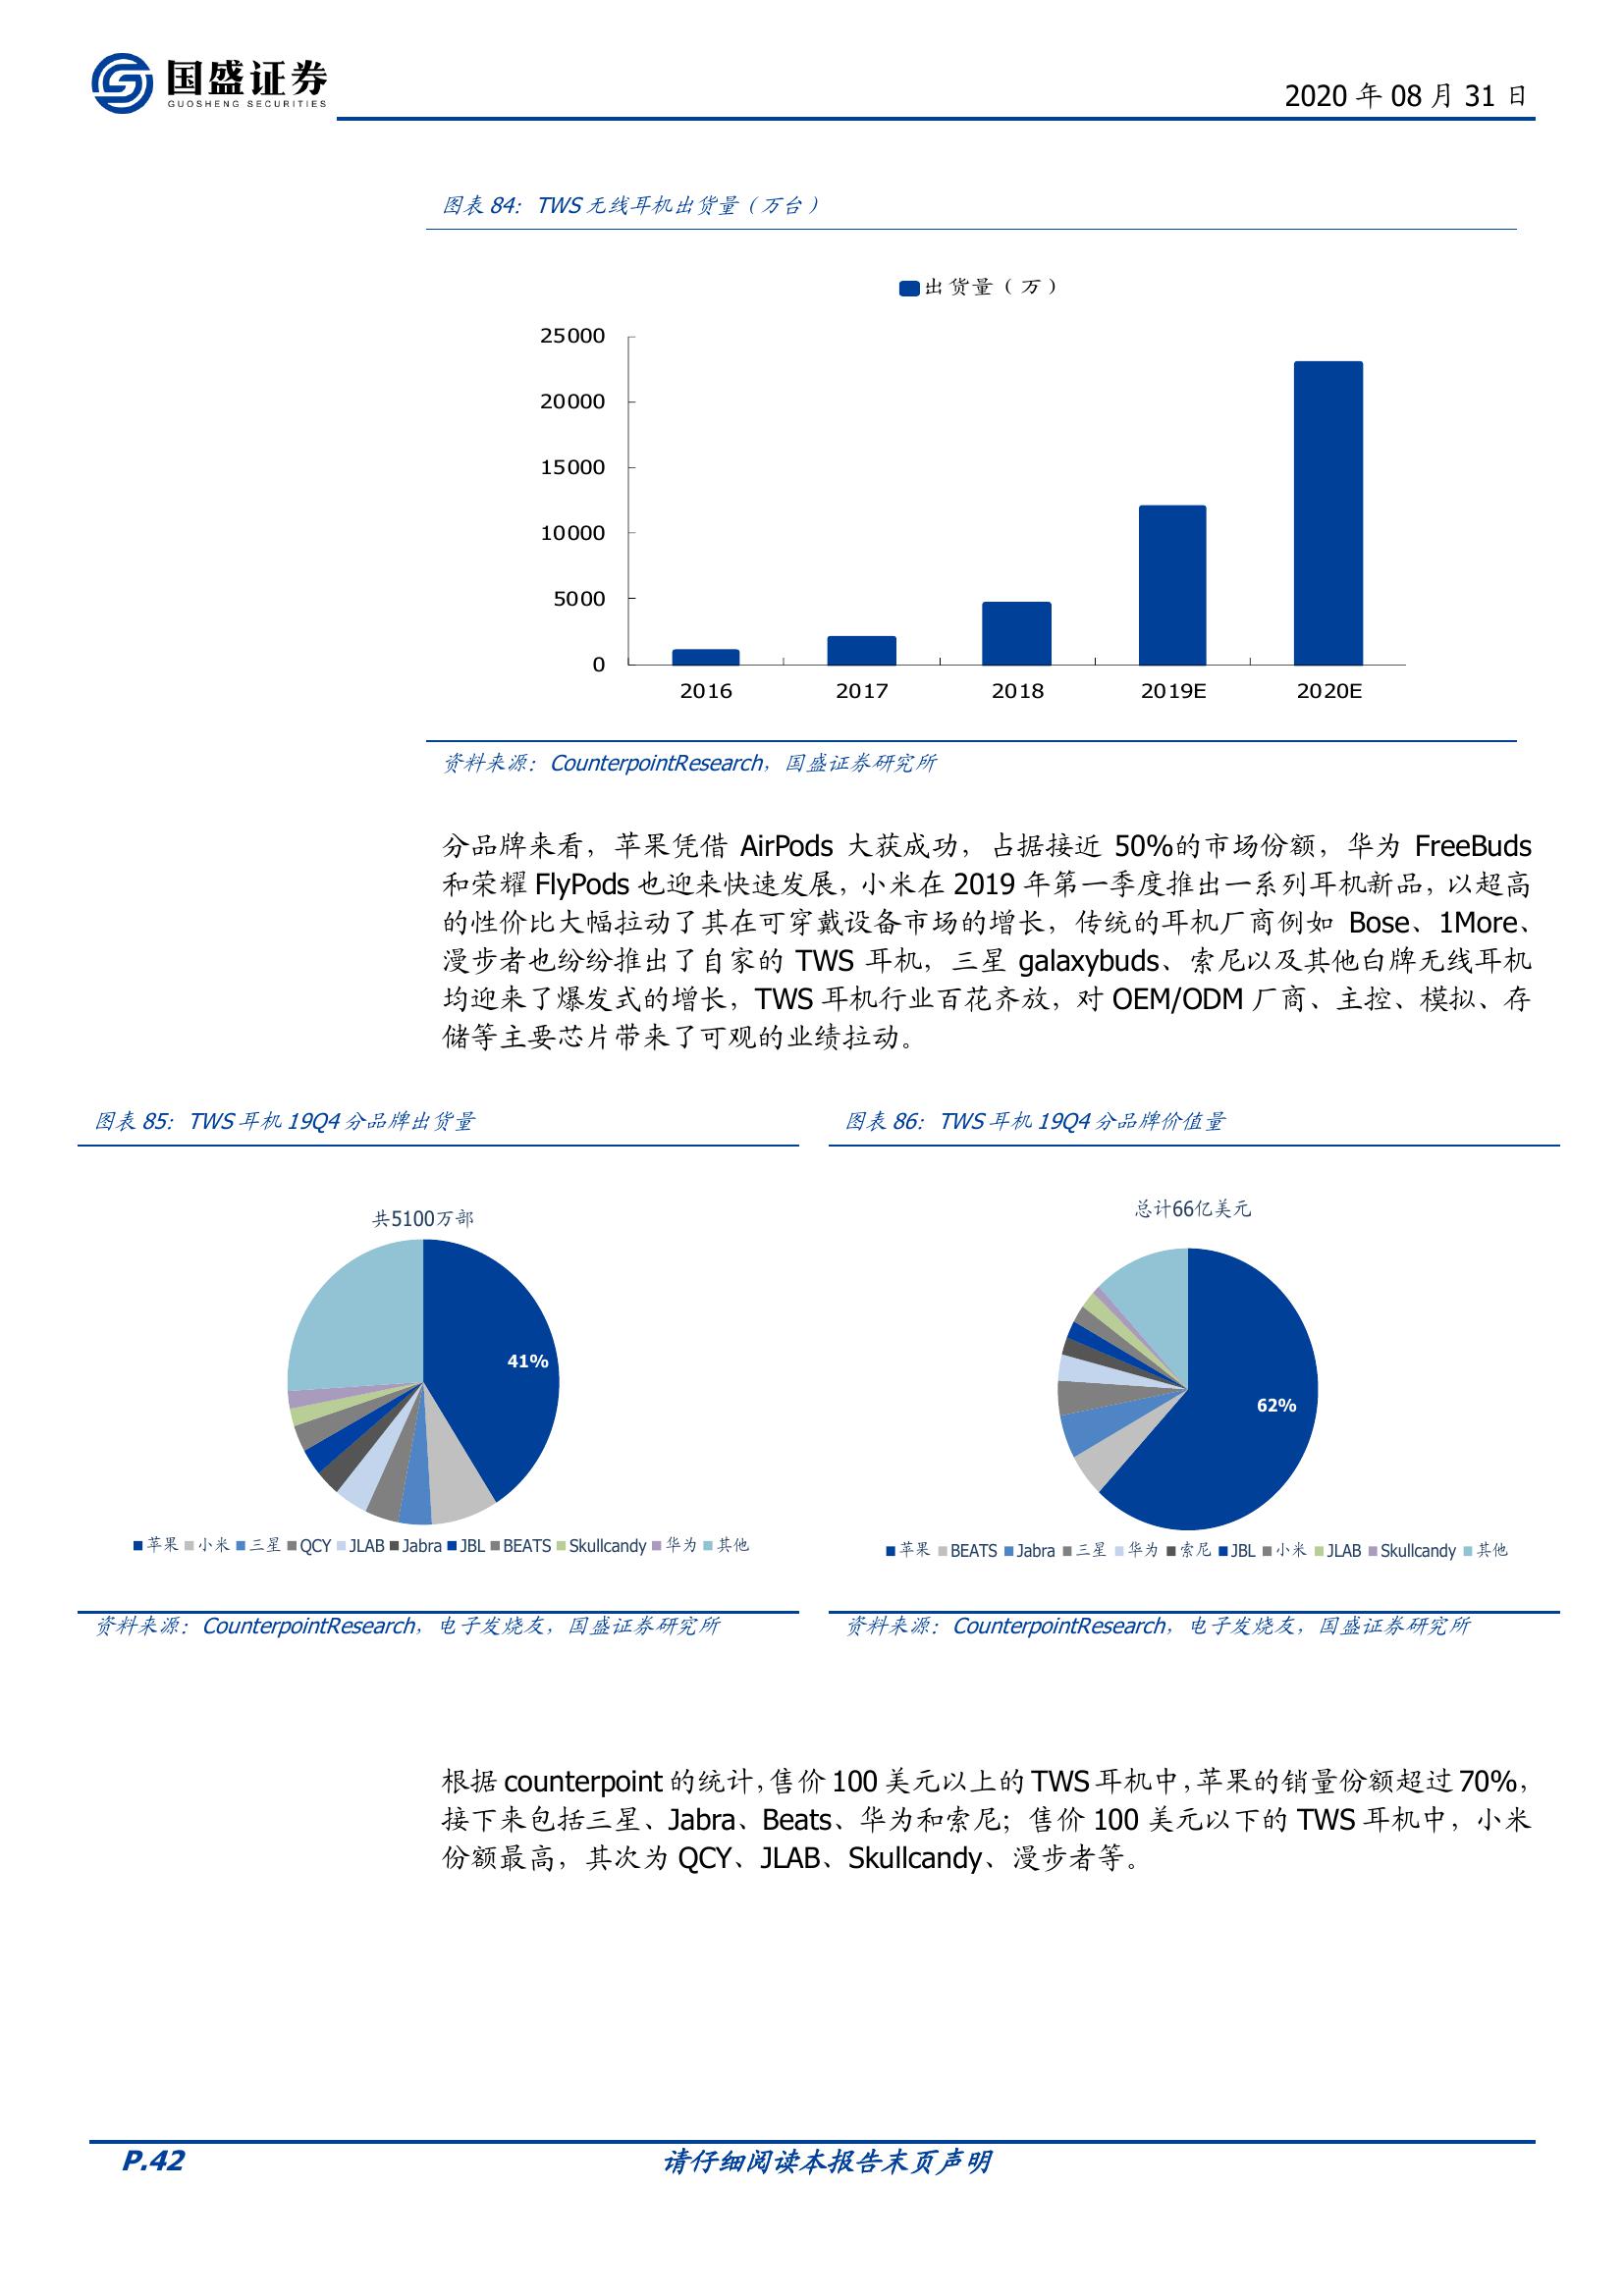 国盛证券
GUOSHENG SECURITIES
2020 年 08 月 31 日
图表 84：TWS 无线耳机出货量（万台）
出货量（万）
25000
20000
15000
10000
5000
0
2016
2017
2018
2019E
2020E
资料来源：CounterpointResearch，国盛证券研究所
分品牌来看，苹果凭借 AirPods 大获成功，占据接近 50%的市场份额，华为 FreeBuds
和荣耀 FlyPods 也迎来快速发展，小米在 2019 年第一季度推出一系列耳机新品，以超高
的性价比大幅拉动了其在可穿戴设备市场的增长，传统的耳机厂商例如 Bose、1More、
漫步者也纷纷推出了自家的 TWS 耳机，三星 galaxybuds、索尼以及其他白牌无线耳机
均迎来了爆发式的增长，TWS 耳机行业百花齐放，对 OEM/ODM 厂商、主控、模拟、存
储等主要芯片带来了可观的业绩拉动。
图表 85：TWS 耳机 19Q4 分品牌出货量
共5100万部
41%
苹果 小米 三星 QCY JLAB Jabra JBL BEATS Skullcandy 华为 其他
资料来源：CounterpointResearch，电子发烧友，国盛证券研究所
图表 86：TWS 耳机 19Q4 分品牌价值量
总计66亿美元
62%
苹果 BEATS Jabra 三星 华为 索尼 JBL 小米 JLAB Skullcandy 其他
资料来源：CounterpointResearch，电子发烧友，国盛证券研究所
根据 counterpoint 的统计，售价 100 美元以上的 TWS 耳机中，苹果的销量份额超过 70%，
接下来包括三星、Jabra、Beats、华为和索尼；售价 100 美元以下的 TWS 耳机中，小米
份额最高，其次为 QCY、JLAB、Skullcandy、漫步者等。
P.42
请仔细阅读本报告末页声明